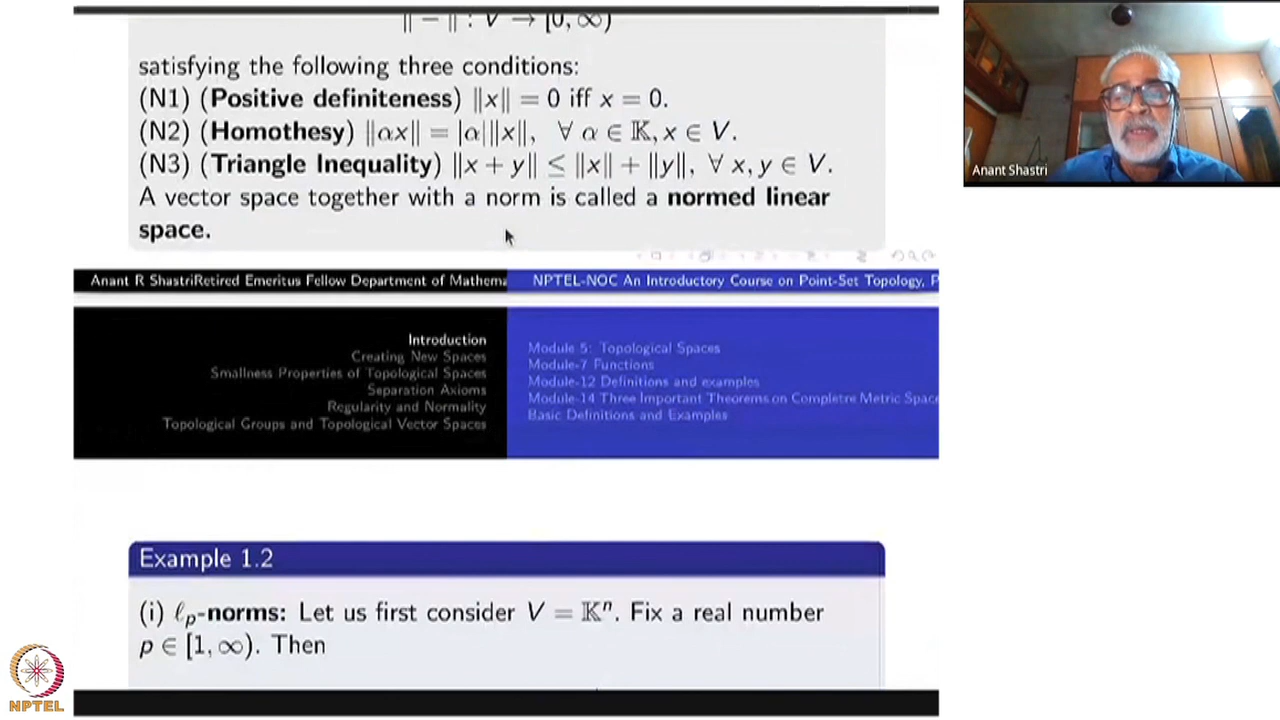 ‖ − ‖ : V → [0, ∞)
satisfying the following three conditions:
(N1) (Positive definiteness) ‖x‖ = 0 iff x = 0.
(N2) (Homothesy) ‖αx‖ = |α|‖x‖, ∀ α ∈ 𝕂, x ∈ V.
(N3) (Triangle Inequality) ‖x + y‖ ≤ ‖x‖ + ‖y‖, ∀ x, y ∈ V.
A vector space together with a norm is called a normed linear
space.
Anant R ShastriRetired Emeritus Fellow Department of Mathema
NPTEL-NOC An Introductory Course on Point-Set Topology, P
Introduction
Creating New Spaces
Smallness Properties of Topological Spaces
Separation Axioms
Regularity and Normality
Topological Groups and Topological Vector Spaces
Module 5: Topological Spaces
Module-7 Functions
Module-12 Definitions and examples
Module-14 Three Important Theorems on Completre Metric Space
Basic Definitions and Examples
Example 1.2
(i) ℓₚ-norms: Let us first consider V = 𝕂ⁿ. Fix a real number
p ∈ [1, ∞). Then
Anant Shastri
NPTEL